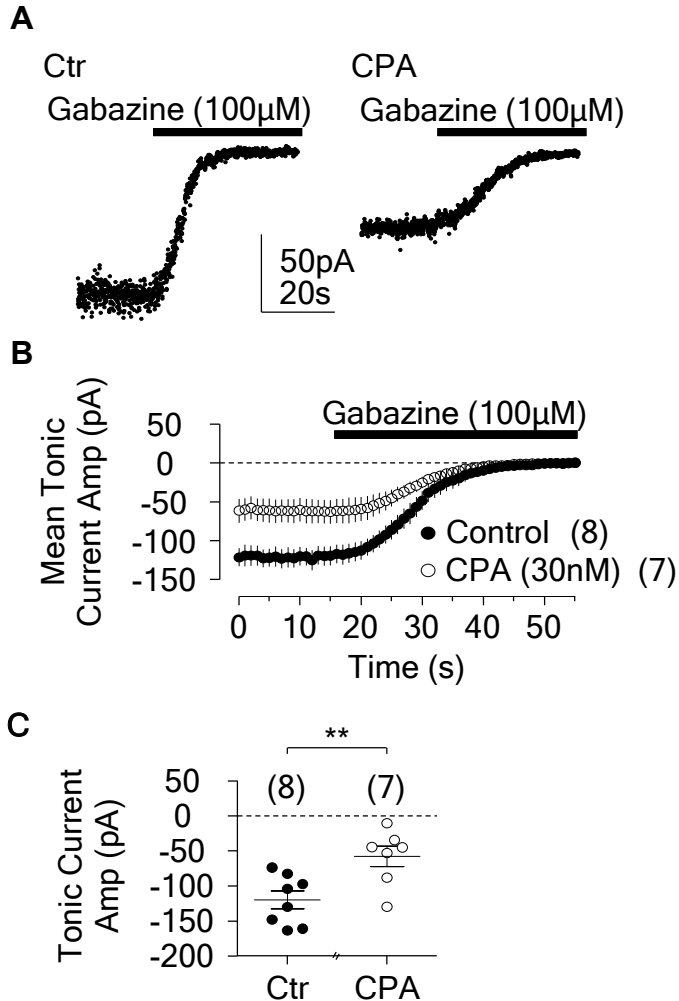 A
Ctr CPA
Gabazine (100µM) Gabazine (100µM)
50pA
20s
B
Mean Tonic
Current Amp (pA)
Gabazine (100µM)
50
0
-50
-100
-150
Control (8)
CPA (30nM) (7)
0 10 20 30 40 50
Time (s)
C
**
Tonic Current
Amp (pA)
(8) (7)
50
0
-50
-100
-150
-200
Ctr CPA